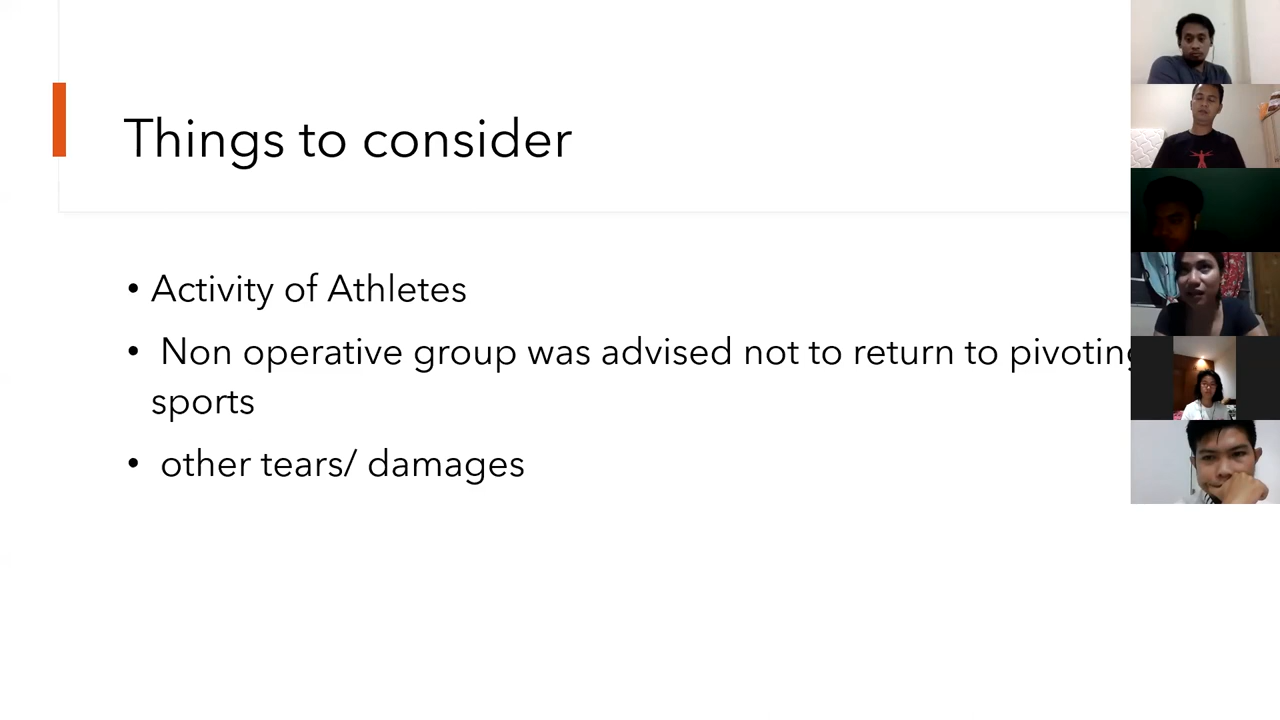 Things to consider
• Activity of Athletes
• Non operative group was advised not to return to pivoting
sports
• other tears/ damages